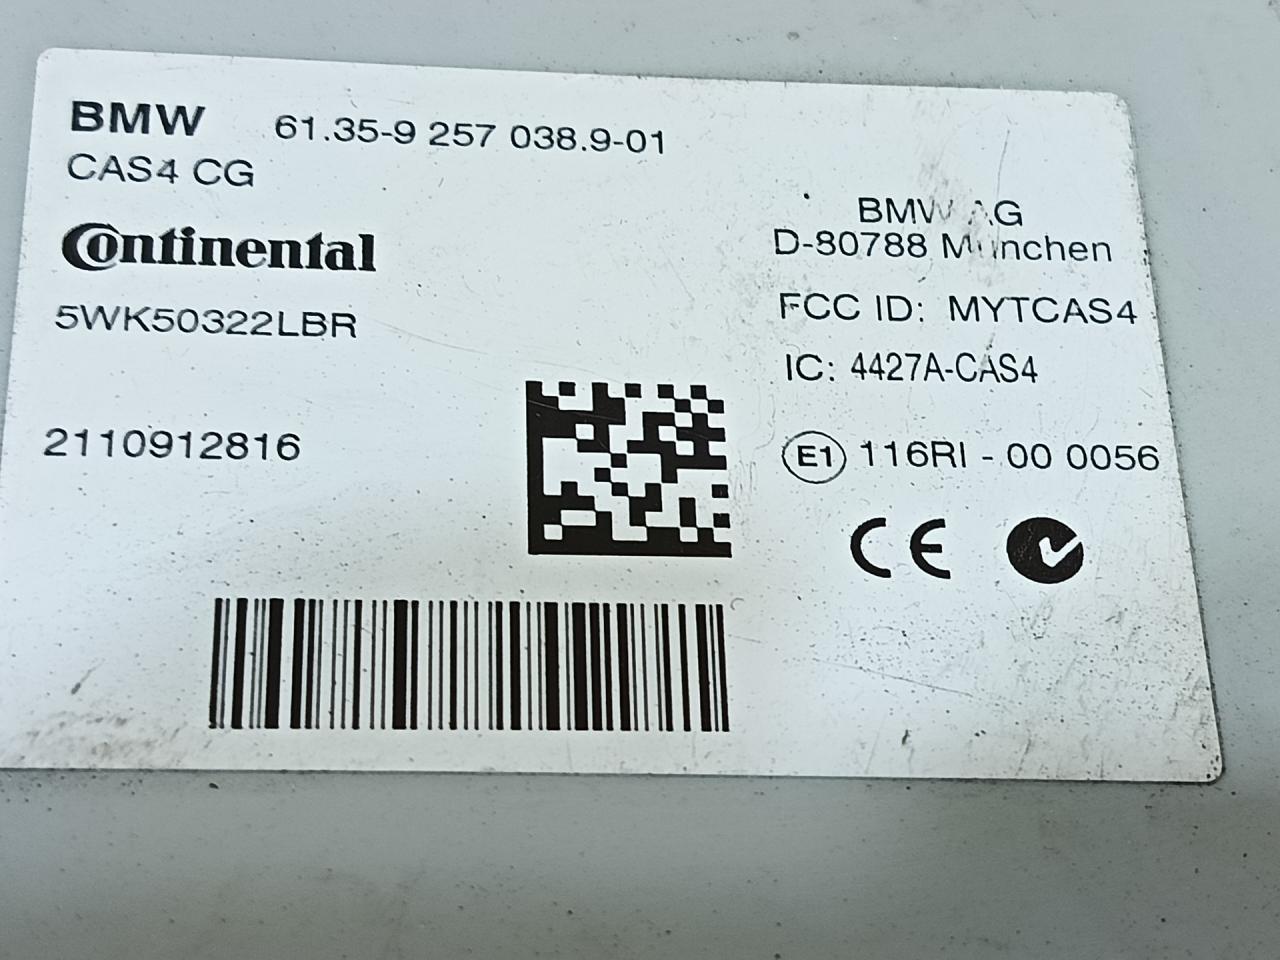 BMW 61.35-9 257 038.9-01
CAS4 CG
Continental
5WK50322LBR
2110912816
BMW AG
D-80788 München
FCC ID: MYTCAS4
IC: 4427A-CAS4
E1 116RI - 00 0056
CE